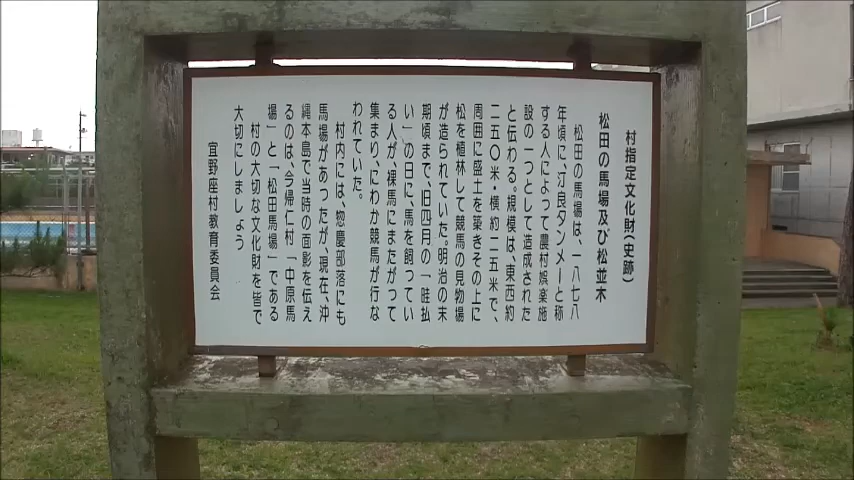 村指定文化財(史跡)
松田の馬場及び松並木
松田の馬場は、一八七八
年頃に、汀良タンメーと称
する人によって農村娯楽施
設の一つとして造成された
と伝わる。規模は、東西約
二五〇米・横約二五米で、
周囲に盛土を築きその上に
松を植林して競馬の見物場
が造られていた。明治の末
期頃まで、旧四月の「畦払
い」の日に、馬を飼ってい
る人が、裸馬にまたがって
集まり、にわか競馬が行な
われていた。
村内には、惣慶部落にも
馬場があったが、現在、沖
縄本島で当時の面影を伝え
るのは、今帰仁村「中原馬
場」と「松田馬場」である
村の大切な文化財を皆で
大切にしましょう
宜野座村教育委員会